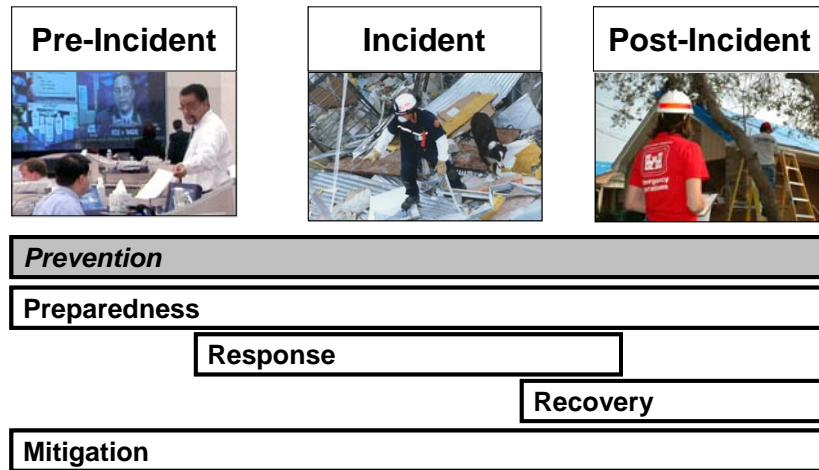 Pre-Incident
Incident
Post-Incident
Prevention
Preparedness
Response
Recovery
Mitigation